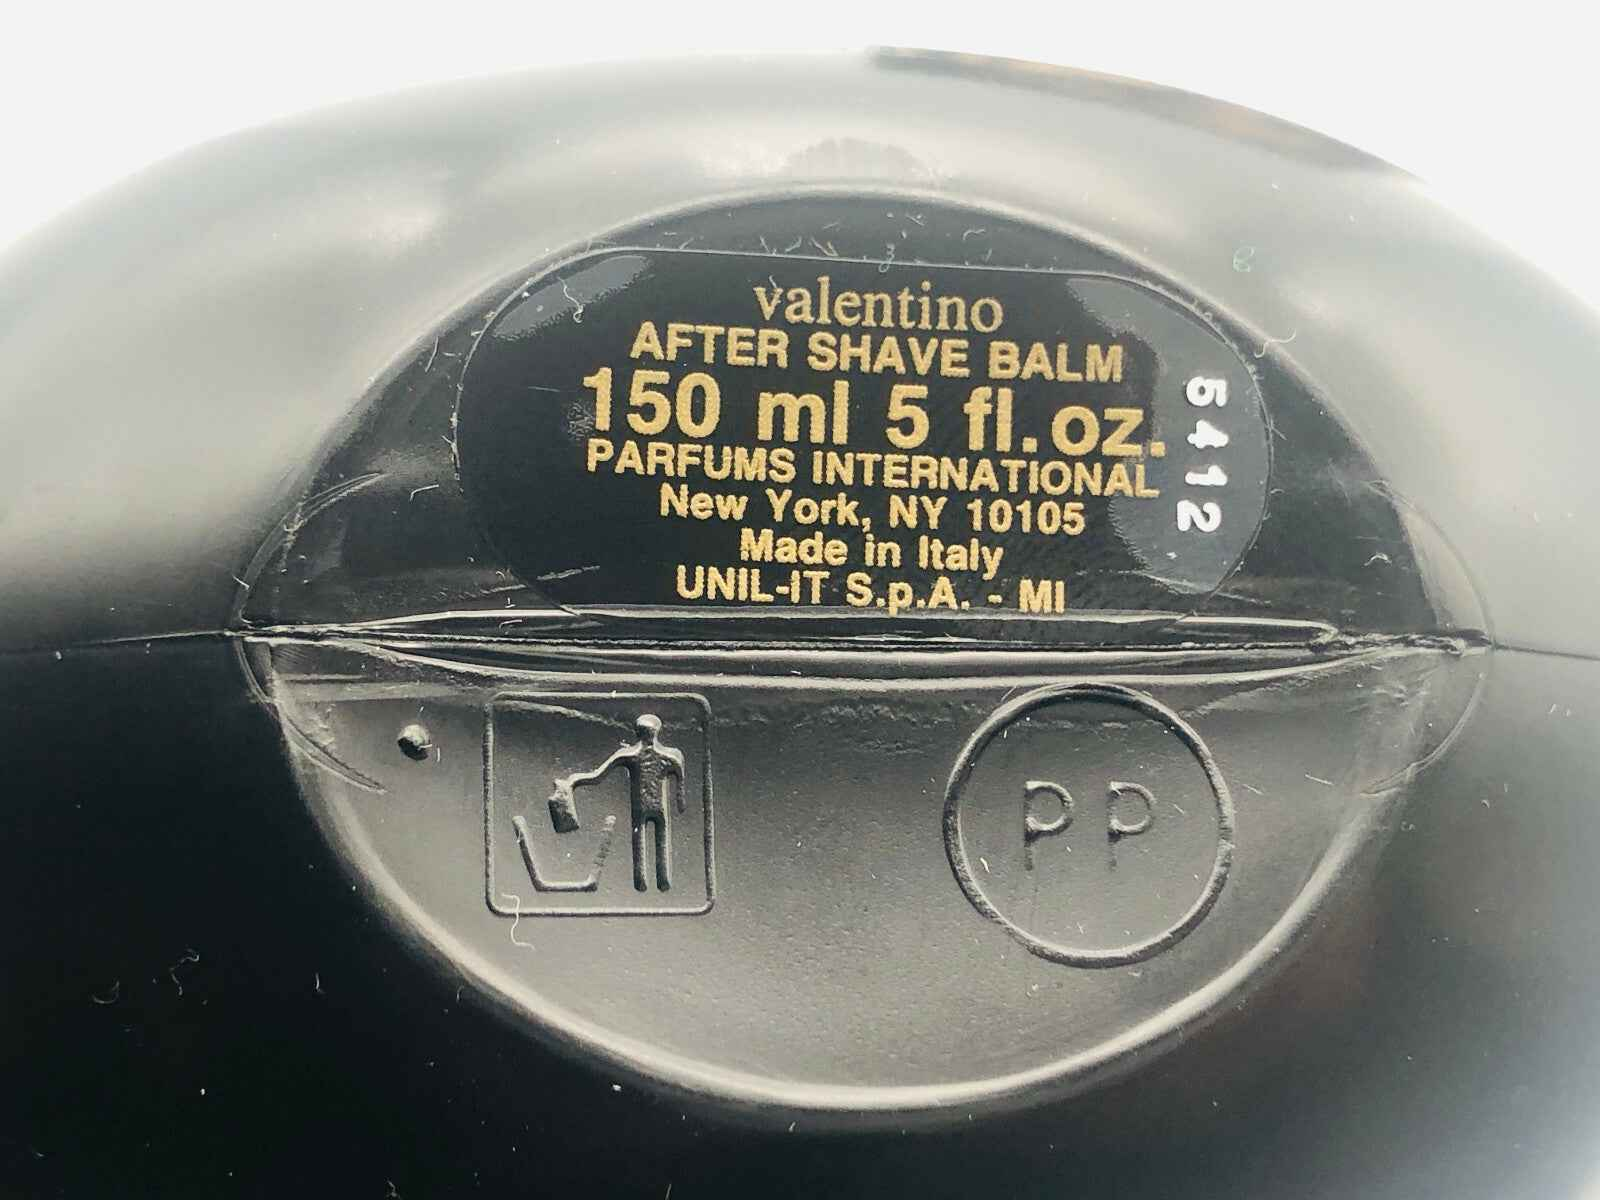 valentino
AFTER SHAVE BALM
150 ml 5 fl.oz.
PARFUMS INTERNATIONAL
New York, NY 10105
Made in Italy
UNIL-IT S.p.A. - MI
5412
PP